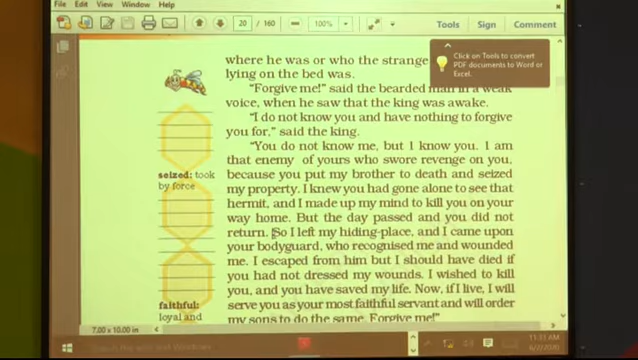 File Edit View Window Help
20 / 160
100%
Tools
Sign
Comment
Click on Tools to convert
PDF documents to Word or
Excel.
where he was or who the strange
lying on the bed was.
"Forgive me!" said the bearded man in a weak
voice, when he saw that the king was awake.
"I do not know you and have nothing to forgive
you for," said the king.
"You do not know me, but I know you. I am
that enemy of yours who swore revenge on you,
because you put my brother to death and seized
my property. I knew you had gone alone to see that
hermit, and I made up my mind to kill you on your
way home. But the day passed and you did not
return. So I left my hiding-place, and I came upon
your bodyguard, who recognised me and wounded
me. I escaped from him but I should have died if
you had not dressed my wounds. I wished to kill
you, and you have saved my life. Now, if I live, I will
serve you as your most faithful servant and will order
my sons to do the same. Forgive me!"
seized: took
by force
faithful:
loyal and
7.00 x 10.00 in
11:33 AM